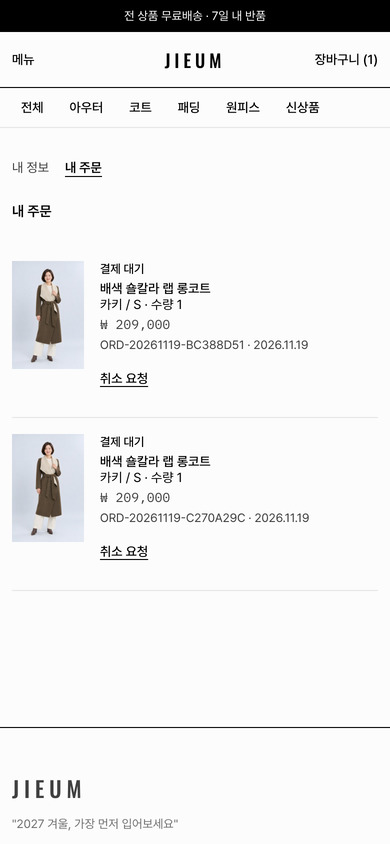 전 상품 무료배송 · 7일 내 반품
메뉴
JIEUM
장바구니 (1)
전체 아우터 코트 패딩 원피스 신상품
내 정보 내 주문
내 주문
결제 대기
배색 숄칼라 랩 롱코트
카키 / S · 수량 1
₩ 209,000
ORD-20261119-BC388D51 · 2026.11.19
취소 요청
결제 대기
배색 숄칼라 랩 롱코트
카키 / S · 수량 1
₩ 209,000
ORD-20261119-C270A29C · 2026.11.19
취소 요청
JIEUM
"2027 겨울, 가장 먼저 입어보세요"